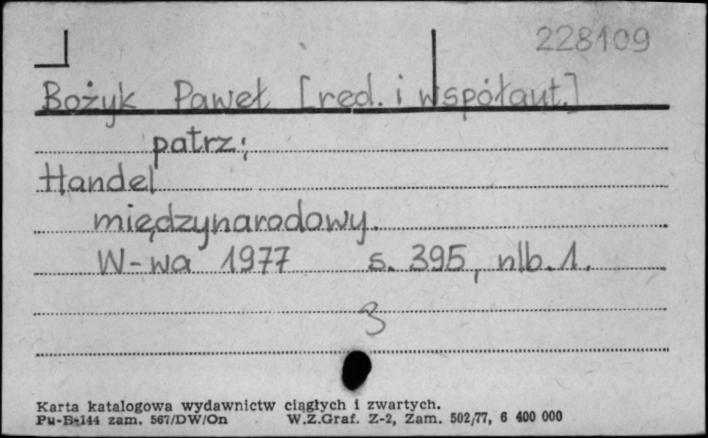 228109
Bożyk Paweł [red. i współaut.]
patrz:
Handel
międzynarodowy.
W-wa 1977 s. 395, nlb. 1.
3
Karta katalogowa wydawnictw ciągłych i zwartych.
Pu-B-144 zam. 567/DW/On W.Z.Graf. Z-2, Zam. 502/77, 6 400 000